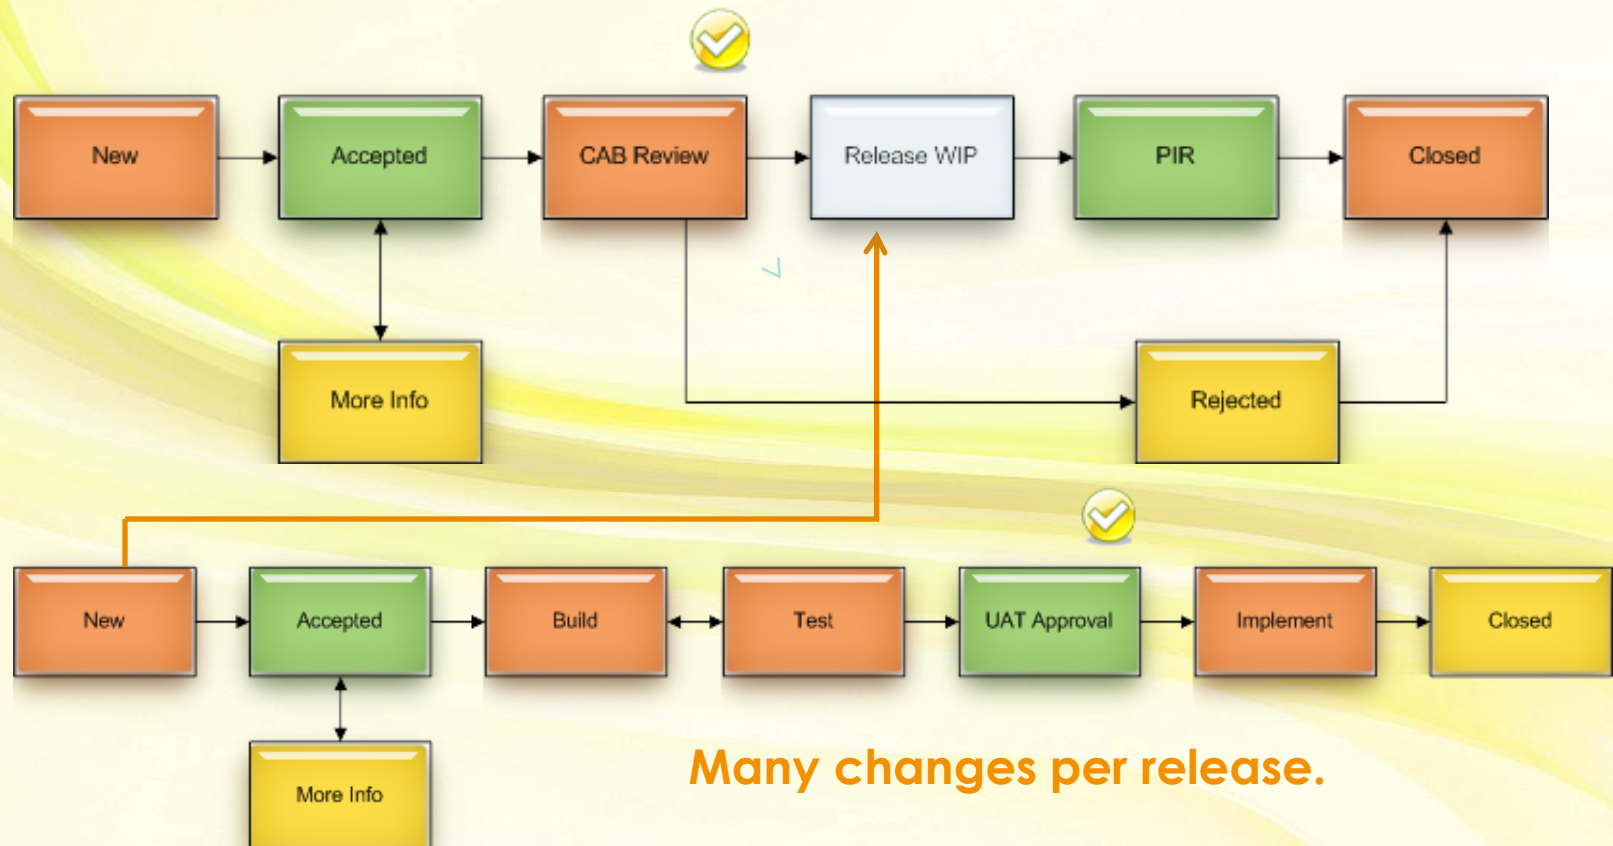 New
Accepted
CAB Review
Release WIP
PIR
Closed
More Info
Rejected
New
Accepted
Build
Test
UAT Approval
Implement
Closed
More Info
Many changes per release.